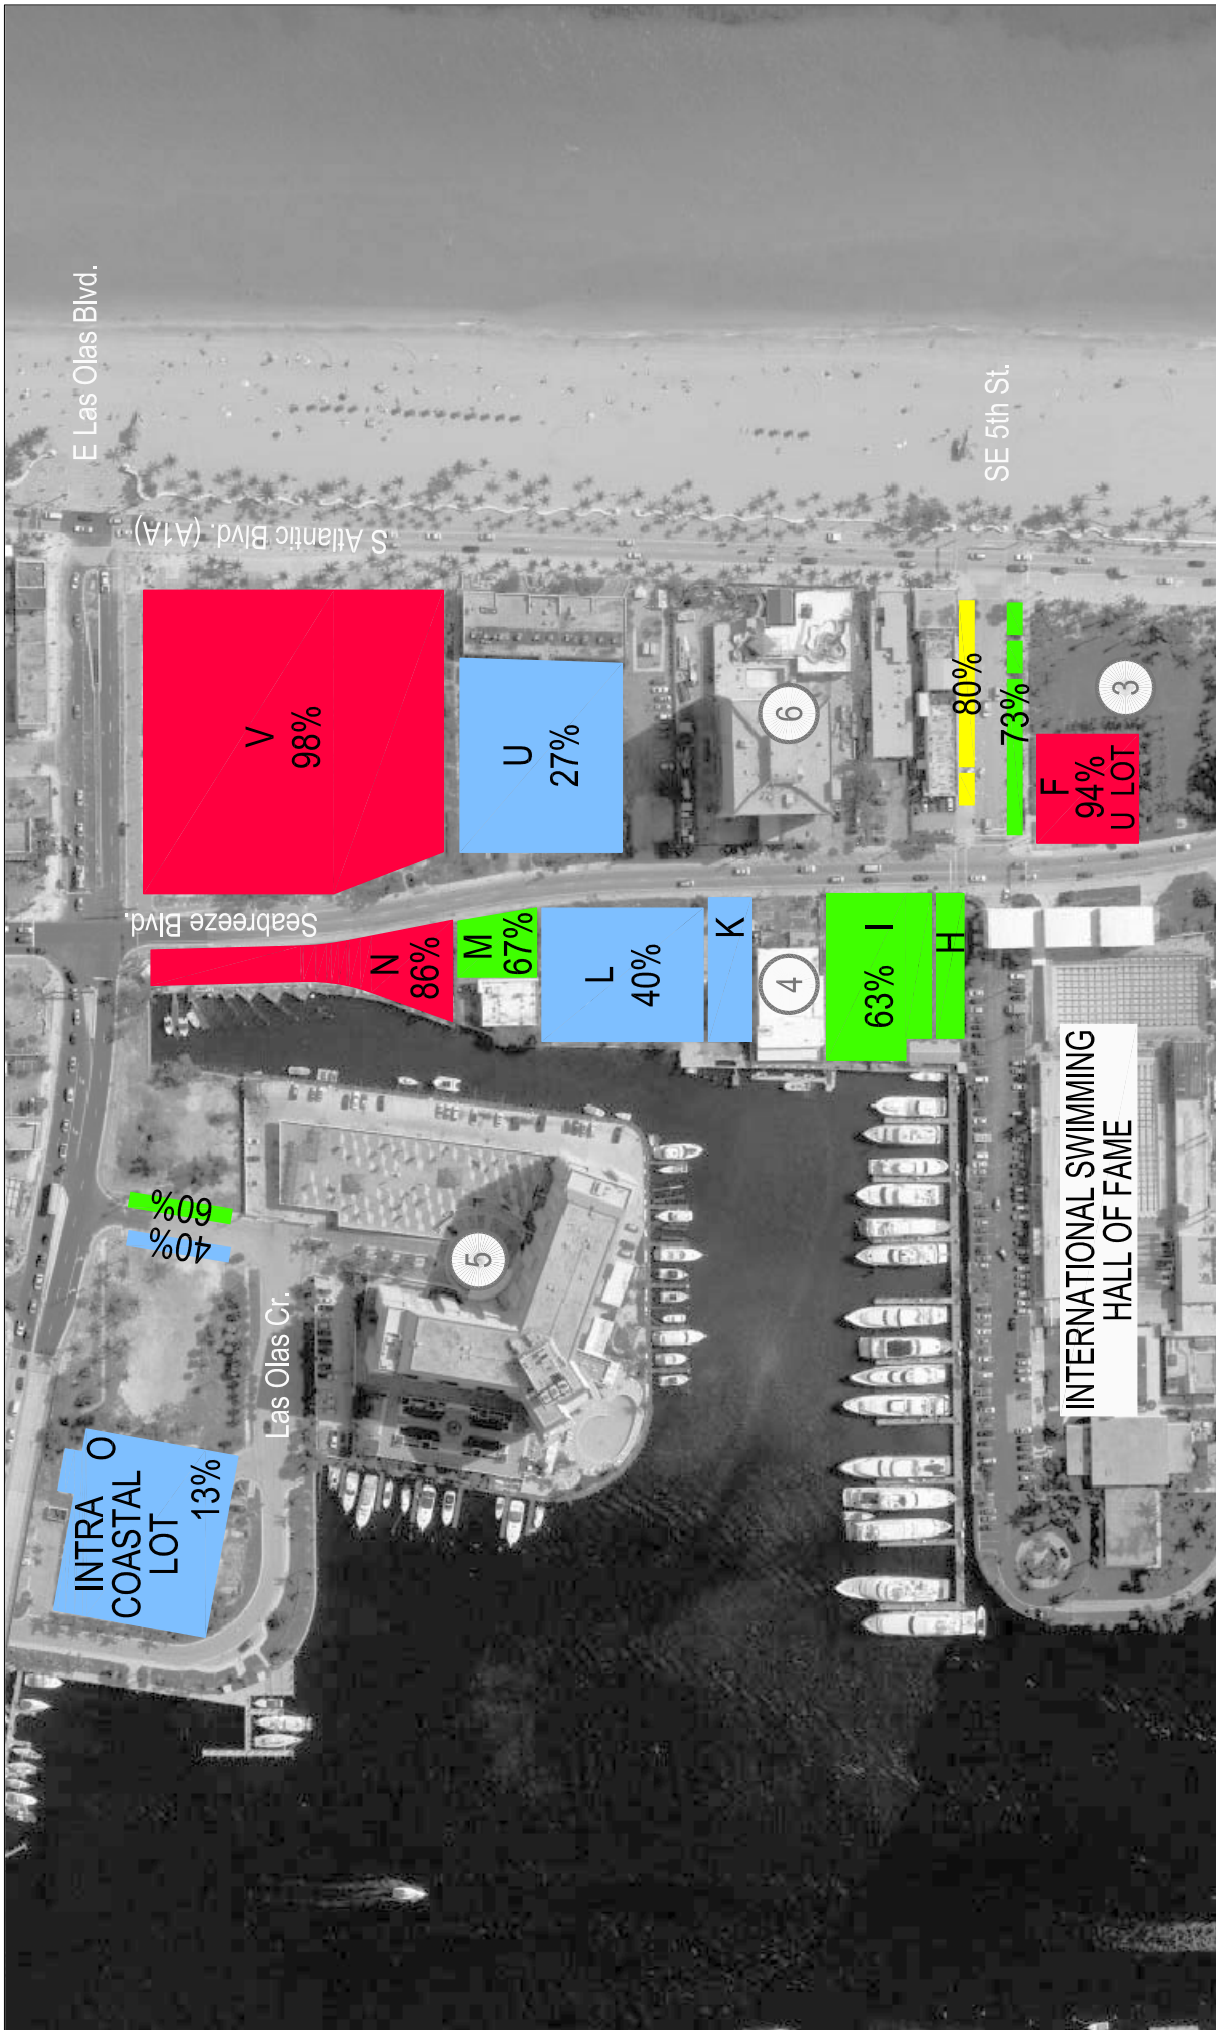 E Las Olas Blvd.
S Atlantic Blvd. (A1A)
SE 5th St.
V
98%
U
27%
6
80%
73%
3
F
94%
U LOT
Seabreeze Blvd.
N
86%
M
67%
L
40%
K
4
I
63%
H
60%
40%
Las Olas Cr.
5
INTERNATIONAL SWIMMING
HALL OF FAME
O
INTRA
COASTAL
LOT
13%